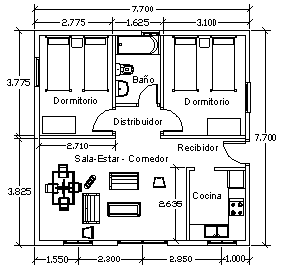 7.700
2.775 1.625 3.100
3.775
Baño
Dormitorio Dormitorio
Distribuidor
7.700
2.710 Recibidor
Sala-Estar-Comedor
3.825
2.635 Cocina
1.550 2.300 2.850 1.000